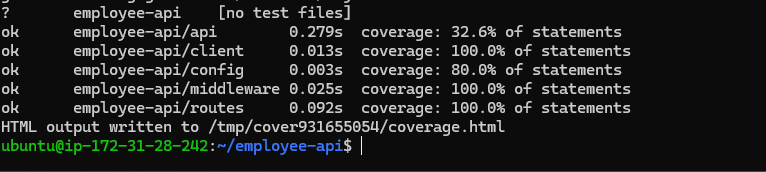 ?       employee-api    [no test files]
ok      employee-api/api        0.279s  coverage: 32.6% of statements
ok      employee-api/client     0.013s  coverage: 100.0% of statements
ok      employee-api/config     0.003s  coverage: 80.0% of statements
ok      employee-api/middleware 0.025s  coverage: 100.0% of statements
ok      employee-api/routes     0.092s  coverage: 100.0% of statements
HTML output written to /tmp/cover931655054/coverage.html
ubuntu@ip-172-31-28-242:~/employee-api$